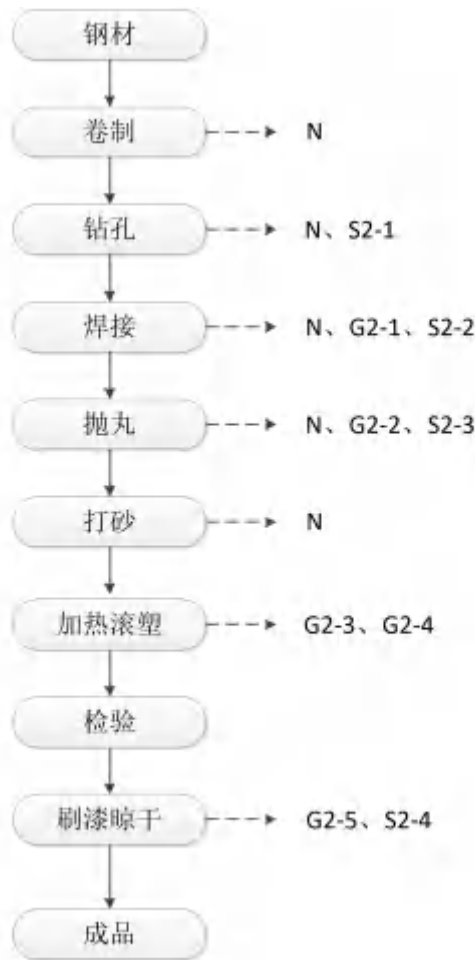 钢材
卷制 N
钻孔 N、S2-1
焊接 N、G2-1、S2-2
抛丸 N、G2-2、S2-3
打砂 N
加热滚塑 G2-3、G2-4
检验
刷漆晾干 G2-5、S2-4
成品